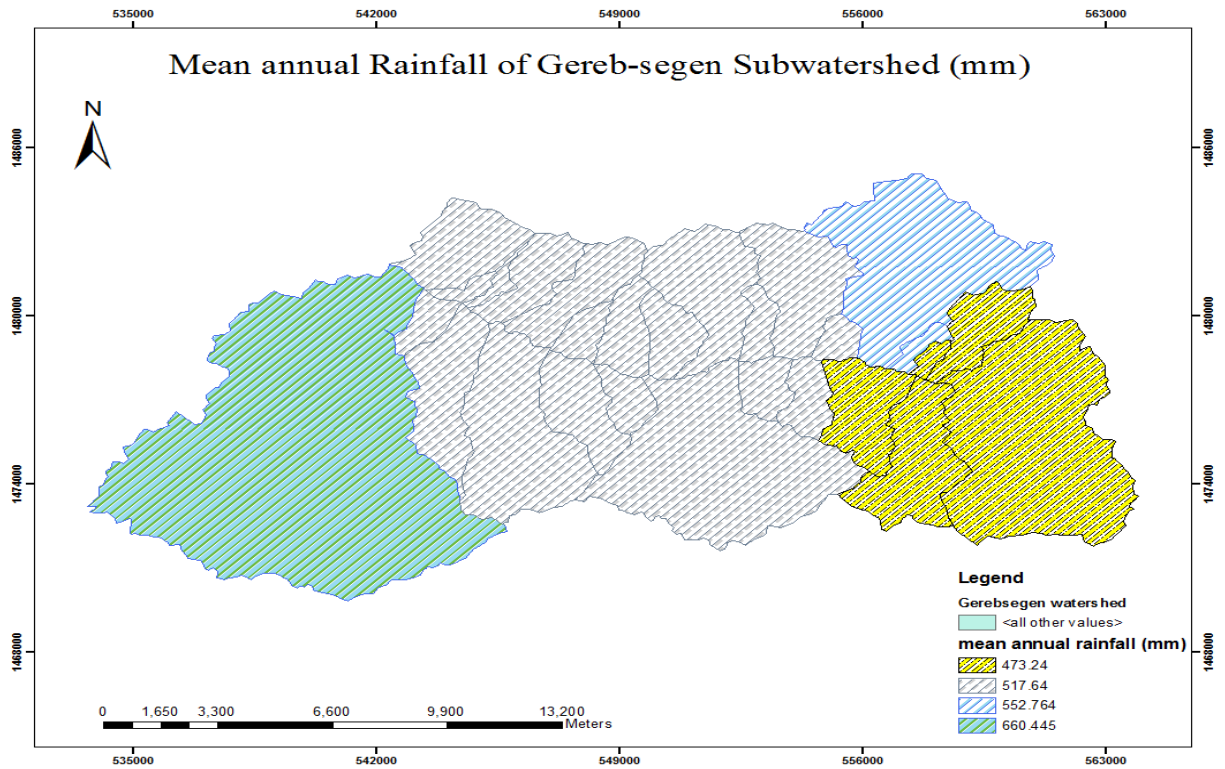 535000 542000 549000 556000 563000
Mean annual Rainfall of Gereb-segen Subwatershed (mm)
N
1486000 1486000
1480000 1480000
1474000 1474000
Legend
Gerebsegen watershed
<all other values>
mean annual rainfall (mm)
1468000 1468000
473.24
517.64
552.764
660.445
0 1,650 3,300 6,600 9,900 13,200
Meters
535000 542000 549000 556000 563000